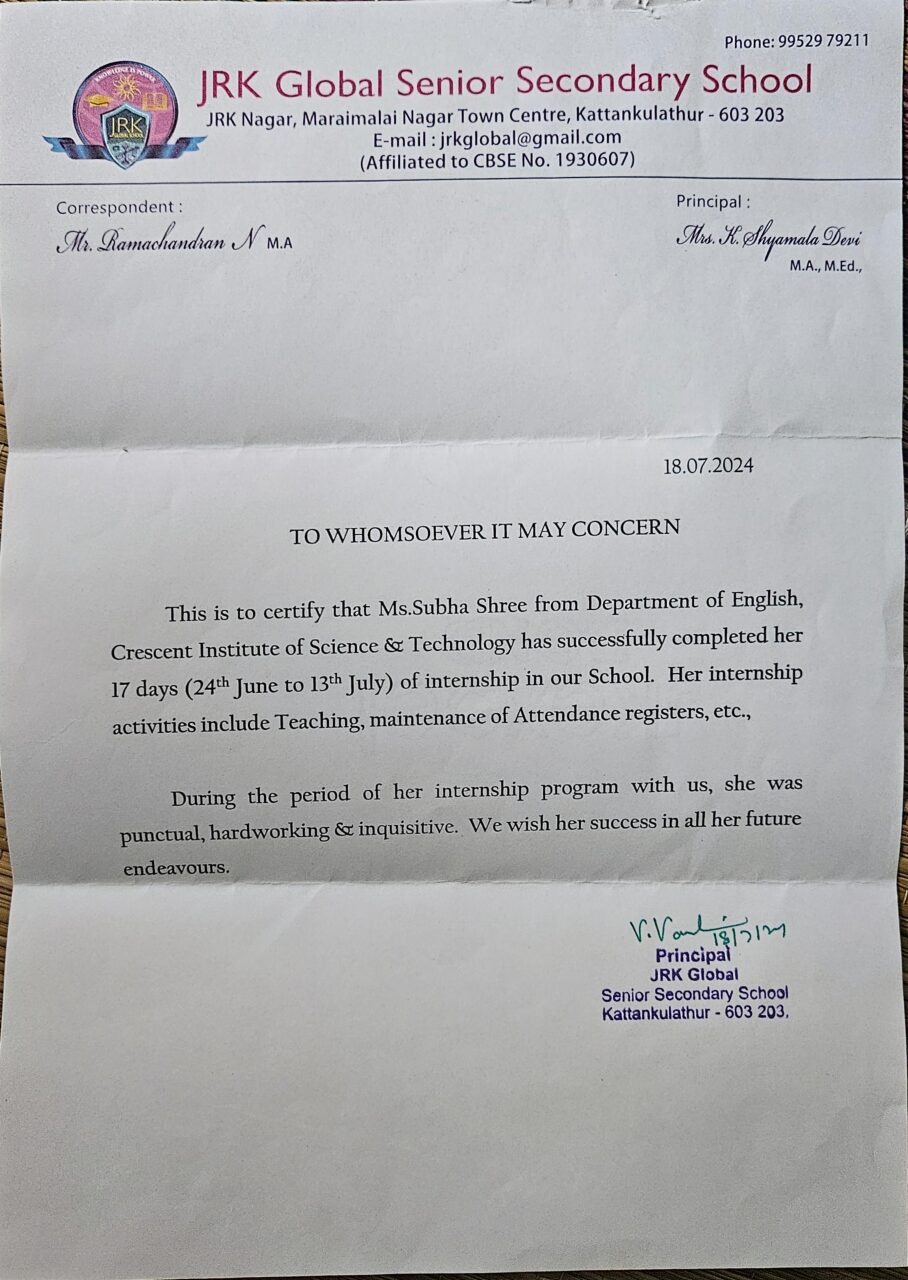 Phone: 99529 79211
KNOWLEDGE IS POWER
JRK
GLOBAL SCHOOL
JRK Global Senior Secondary School
JRK Nagar, Maraimalai Nagar Town Centre, Kattankulathur - 603 203
E-mail : jrkglobal@gmail.com
(Affiliated to CBSE No. 1930607)
Correspondent :
Mr. Ramachandran N M.A
Principal :
Mrs. K. Shyamala Devi
M.A., M.Ed.,
18.07.2024
TO WHOMSOEVER IT MAY CONCERN
This is to certify that Ms.Subha Shree from Department of English,
Crescent Institute of Science & Technology has successfully completed her
17 days (24th June to 13th July) of internship in our School. Her internship
activities include Teaching, maintenance of Attendance registers, etc.,
During the period of her internship program with us, she was
punctual, hardworking & inquisitive. We wish her success in all her future
endeavours.
18/7/24
Principal
JRK Global
Senior Secondary School
Kattankulathur - 603 203.